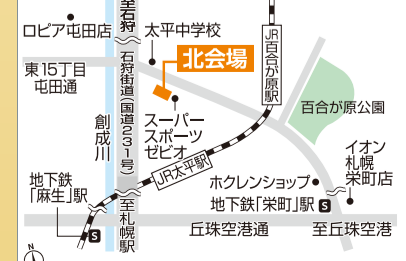 至石狩
ロピア屯田店
太平中学校
北会場
JR
百合が原駅
東15丁目
屯田通
石狩街道(国道231号)
百合が原公園
創成川
スーパー
スポーツ
ゼビオ
イオン
札幌
栄町店
JR太平駅
地下鉄
「麻生」駅
ホクレンショップ
地下鉄「栄町」駅
S
S
至札幌駅
丘珠空港通
至丘珠空港
N